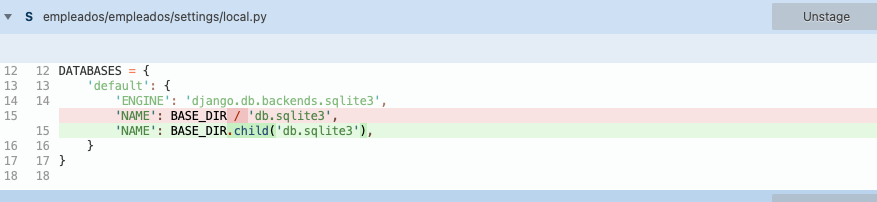 ▼ S empleados/empleados/settings/local.py Unstage
12 12 DATABASES = {
13 13     'default': {
14 14         'ENGINE': 'django.db.backends.sqlite3',
15         'NAME': BASE_DIR / 'db.sqlite3',
15         'NAME': BASE_DIR.child('db.sqlite3'),
16 16     }
17 17 }
18 18